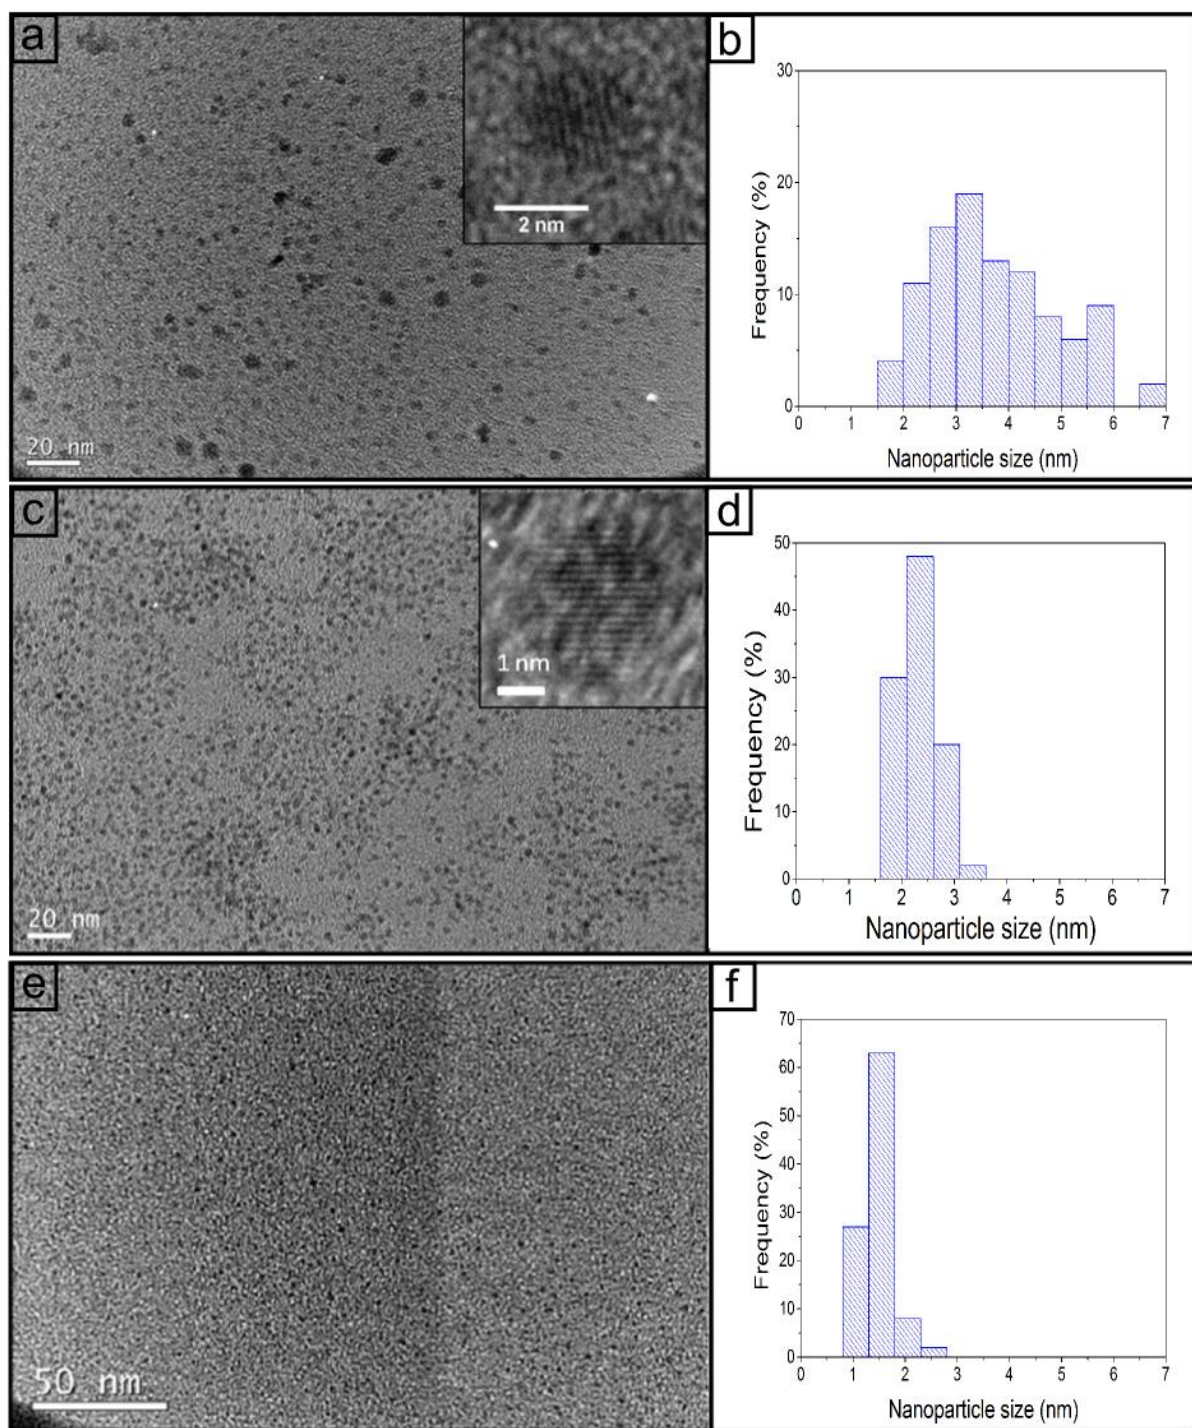 a
2 nm
20 nm
b
30
20
10
0
0 1 2 3 4 5 6 7
Frequency (%)
Nanoparticle size (nm)
c
1 nm
20 nm
d
50
40
30
20
10
0
0 1 2 3 4 5 6 7
Frequency (%)
Nanoparticle size (nm)
e
50 nm
f
70
60
50
40
30
20
10
0
0 1 2 3 4 5 6 7
Frequency (%)
Nanoparticle size (nm)